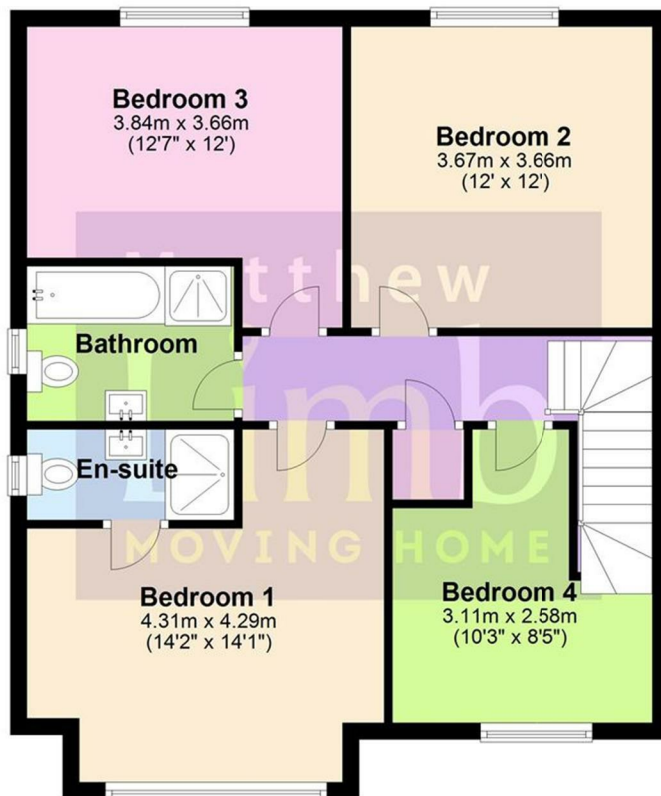 Bedroom 3
3.84m x 3.66m
(12'7" x 12')
Bedroom 2
3.67m x 3.66m
(12' x 12')
Matthew
Limb
MOVING HOME
Bathroom
En-suite
Bedroom 1
4.31m x 4.29m
(14'2" x 14'1")
Bedroom 4
3.11m x 2.58m
(10'3" x 8'5")